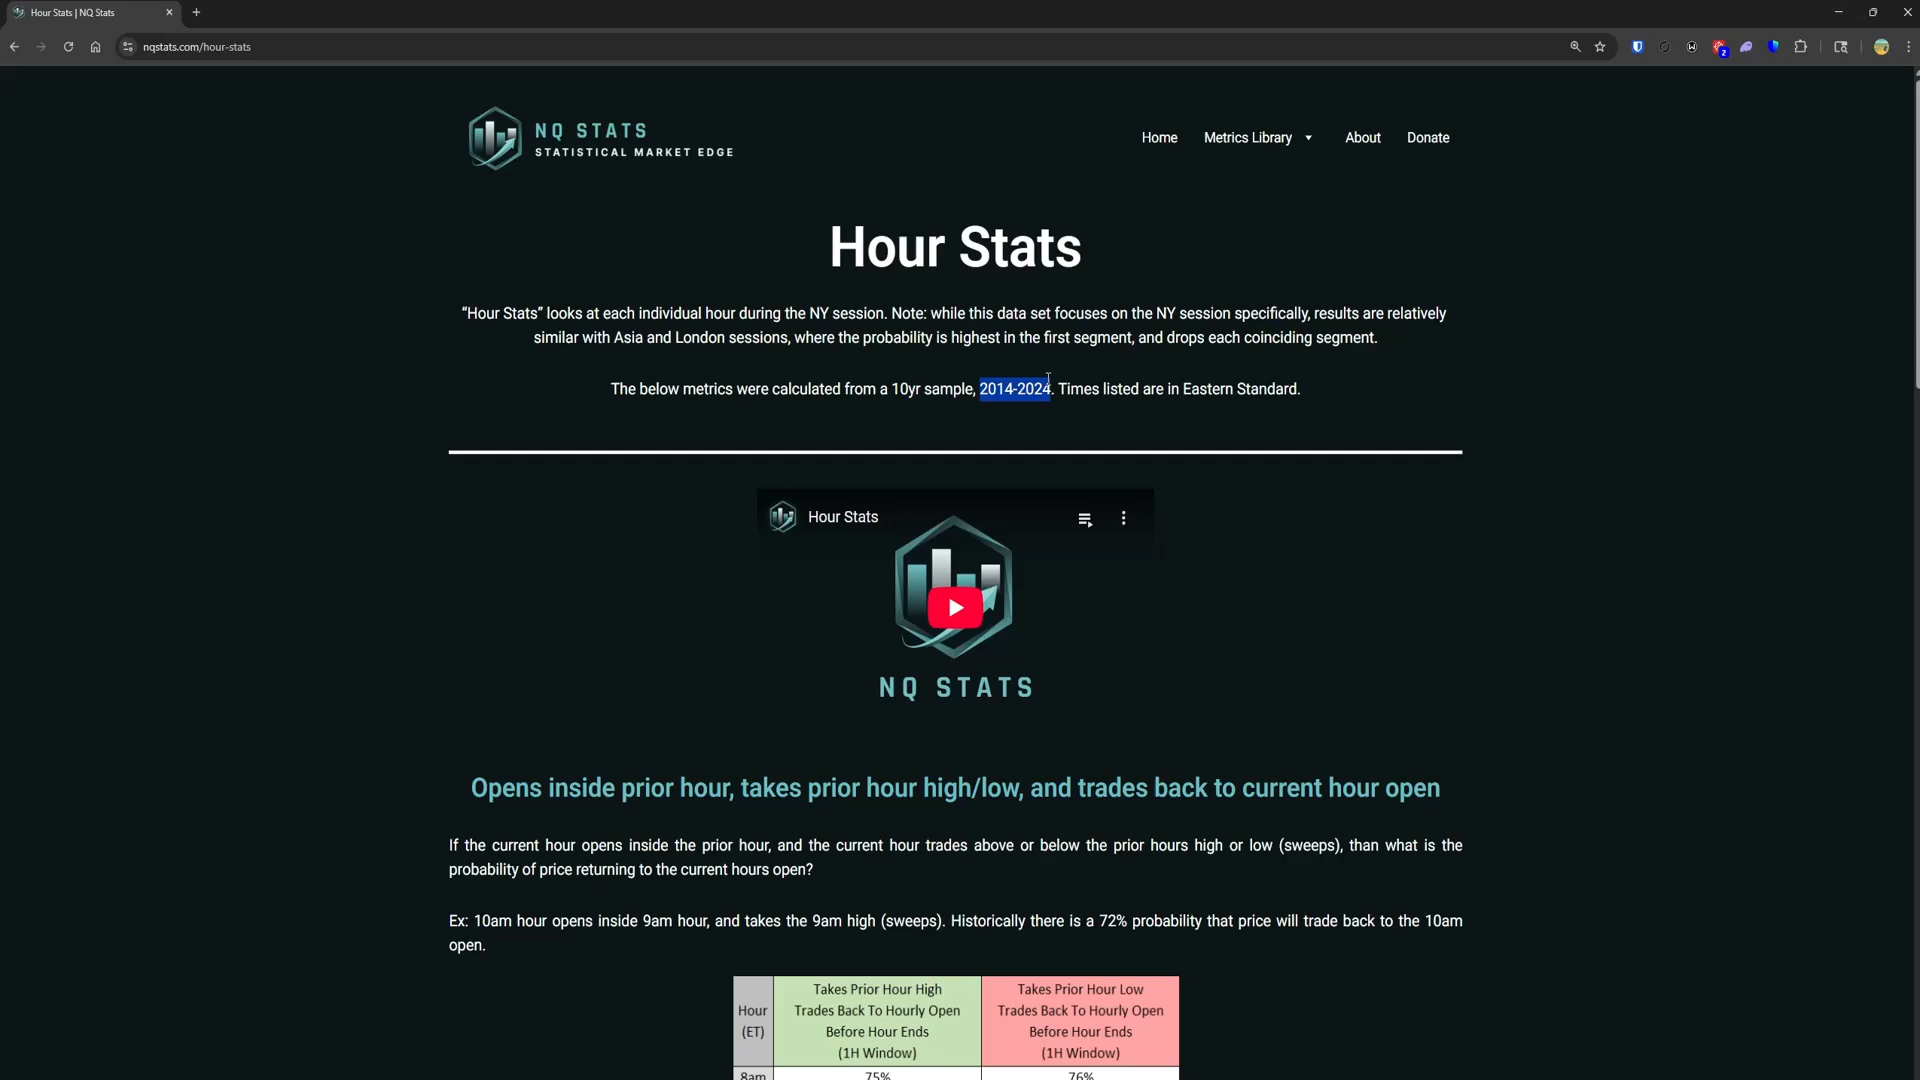 Hour Stats | NQ Stats
nqstats.com/hour-stats
2
NQ STATS
STATISTICAL MARKET EDGE
Home
Metrics Library
About
Donate
Hour Stats
“Hour Stats” looks at each individual hour during the NY session. Note: while this data set focuses on the NY session specifically, results are relatively
similar with Asia and London sessions, where the probability is highest in the first segment, and drops each coinciding segment.
The below metrics were calculated from a 10yr sample, 2014-2024. Times listed are in Eastern Standard.
Hour Stats
NQ STATS
Opens inside prior hour, takes prior hour high/low, and trades back to current hour open
If the current hour opens inside the prior hour, and the current hour trades above or below the prior hours high or low (sweeps), than what is the
probability of price returning to the current hours open?
Ex: 10am hour opens inside 9am hour, and takes the 9am high (sweeps). Historically there is a 72% probability that price will trade back to the 10am
open.
Hour
(ET)
Takes Prior Hour High
Trades Back To Hourly Open
Before Hour Ends
(1H Window)
Takes Prior Hour Low
Trades Back To Hourly Open
Before Hour Ends
(1H Window)
8am
75%
76%